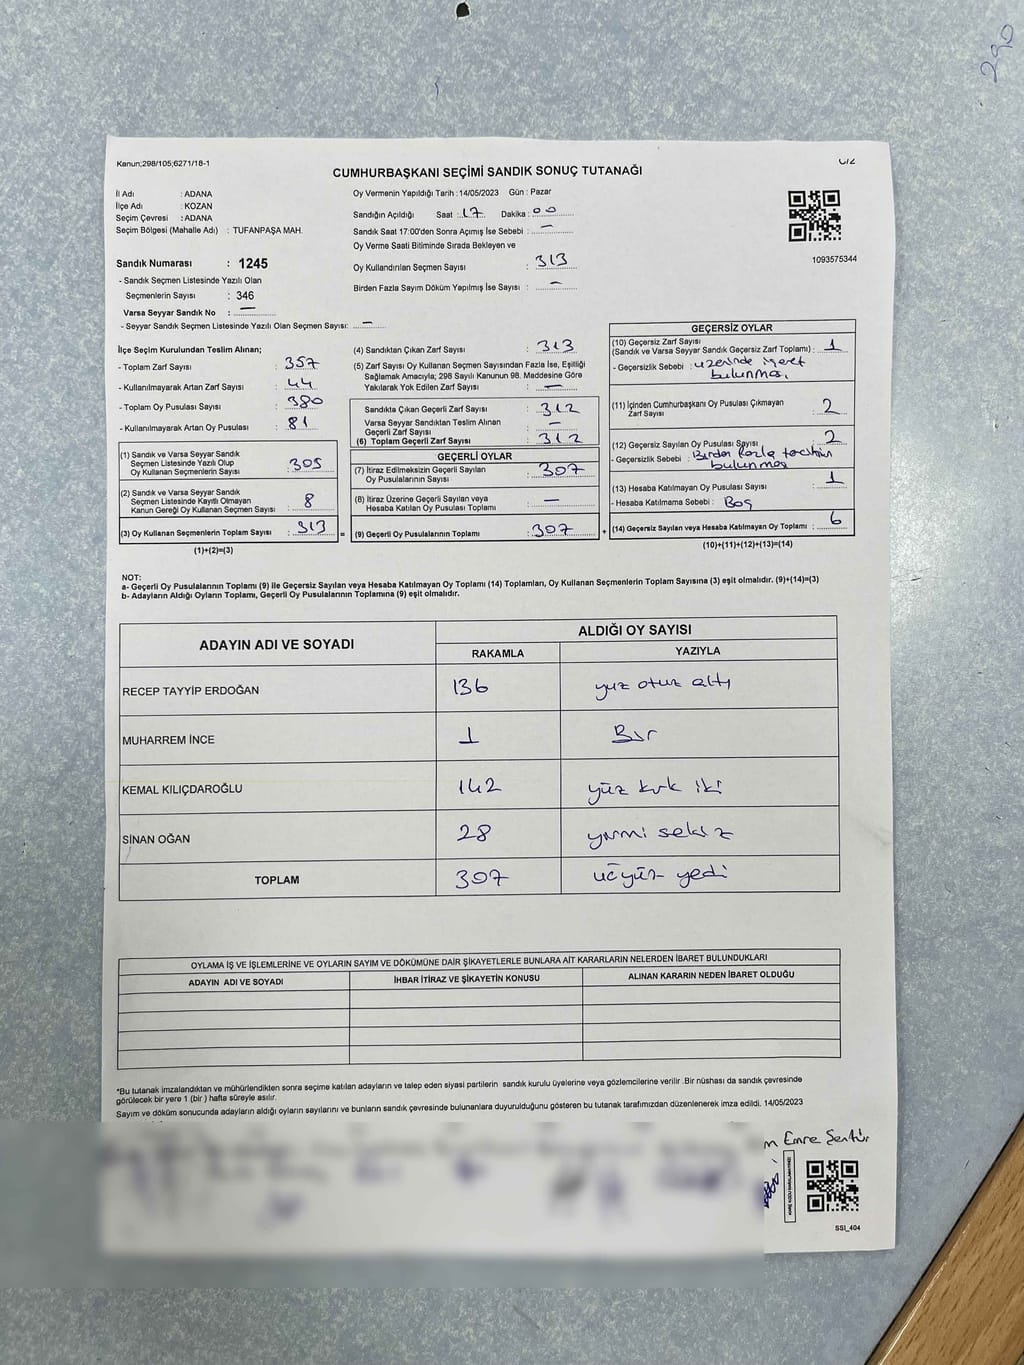 290
Kanun;298/105;6271/18-1
CUMHURBAŞKANI SEÇİMİ SANDIK SONUÇ TUTANAĞI
İl Adı : ADANA
İlçe Adı : KOZAN
Seçim Çevresi : ADANA
Seçim Bölgesi (Mahalle Adı) : TUFANPAŞA MAH.
Oy Vermenin Yapıldığı Tarih : 14/05/2023 Gün : Pazar
Sandığın Açıldığı Saat : 17 Dakika : 00
Sandık Saat 17:00'den Sonra Açımış İse Sebebi : —
Oy Verme Saati Bitiminde Sırada Bekleyen ve
Oy Kullandırılan Seçmen Sayısı : 313
Birden Fazla Sayım Döküm Yapılmış İse Sayısı : —
1093575344
Sandık Numarası : 1245
- Sandık Seçmen Listesinde Yazılı Olan
Seçmenlerin Sayısı : 346
Varsa Seyyar Sandık No : —
- Seyyar Sandık Seçmen Listesinde Yazılı Olan Seçmen Sayısı: —
İlçe Seçim Kurulundan Teslim Alınan;
- Toplam Zarf Sayısı : 357
- Kullanılmayarak Artan Zarf Sayısı : 44
- Toplam Oy Pusulası Sayısı : 380
- Kullanılmayarak Artan Oy Pusulası : 81
(1) Sandık ve Varsa Seyyar Sandık
Seçmen Listesinde Yazılı Olup
Oy Kullanan Seçmenlerin Sayısı : 305
(2) Sandık ve Varsa Seyyar Sandık
Seçmen Listesinde Kayıtlı Olmayan
Kanun Gereği Oy Kullanan Seçmen Sayısı : 8
(3) Oy Kullanan Seçmenlerin Toplam Sayısı : 313 =
(1)+(2)=(3)
(4) Sandıktan Çıkan Zarf Sayısı : 313
(5) Zarf Sayısı Oy Kullanan Seçmen Sayısından Fazla İse, Eşitliği
Sağlamak Amacıyla; 298 Sayılı Kanunun 98. Maddesine Göre
Yakılarak Yok Edilen Zarf Sayısı : —
Sandıkta Çıkan Geçerli Zarf Sayısı : 312
Varsa Seyyar Sandıktan Teslim Alınan
Geçerli Zarf Sayısı : —
(6) Toplam Geçerli Zarf Sayısı : 312
GEÇERLİ OYLAR
(7) İtiraz Edilmeksizin Geçerli Sayılan
Oy Pusulalarının Sayısı : 307
(8) İtiraz Üzerine Geçerli Sayılan veya
Hesaba Katılan Oy Pusulası Toplamı : —
(9) Geçerli Oy Pusulalarının Toplamı : 307 +
GEÇERSİZ OYLAR
(10) Geçersiz Zarf Sayısı
(Sandık ve Varsa Seyyar Sandık Geçersiz Zarf Toplamı) : 1
- Geçersizlik Sebebi : üzerinde işaret
bulunması
(11) İçinden Cumhurbaşkanı Oy Pusulası Çıkmayan
Zarf Sayısı : 2
(12) Geçersiz Sayılan Oy Pusulası Sayısı : 2
- Geçersizlik Sebebi : Birden fazla tercihin
bulunması
(13) Hesaba Katılmayan Oy Pusulası Sayısı : 1
- Hesaba Katılmama Sebebi : Boş
(14) Geçersiz Sayılan veya Hesaba Katılmayan Oy Toplamı : 6
(10)+(11)+(12)+(13)=(14)
NOT:
a- Geçerli Oy Pusulalarının Toplamı (9) ile Geçersiz Sayılan veya Hesaba Katılmayan Oy Toplamı (14) Toplamları, Oy Kullanan Seçmenlerin Toplam Sayısına (3) eşit olmalıdır. (9)+(14)=(3)
b- Adayların Aldığı Oyların Toplamı, Geçerli Oy Pusulalarının Toplamına (9) eşit olmalıdır.
ADAYIN ADI VE SOYADI
ALDIĞI OY SAYISI
RAKAMLA YAZIYLA
RECEP TAYYİP ERDOĞAN 136 yüz otuz altı
MUHARREM İNCE 1 Bir
KEMAL KILIÇDAROĞLU 142 yüz kırk iki
SİNAN OĞAN 28 yirmi sekiz
TOPLAM 307 üçyüz yedi
OYLAMA İŞ VE İŞLEMLERİNE VE OYLARIN SAYIM VE DÖKÜMÜNE DAİR ŞİKAYETLERLE BUNLARA AİT KARARLARIN NELERDEN İBARET BULUNDUKLARI
ADAYIN ADI VE SOYADI İHBAR İTİRAZ VE ŞİKAYETİN KONUSU ALINAN KARARIN NEDEN İBARET OLDUĞU
*Bu tutanak imzalandıktan ve mühürlendikten sonra seçime katılan adayların ve talep eden siyasi partilerin sandık kurulu üyelerine veya gözlemcilerine verilir .Bir nüshası da sandık çevresinde
görülecek bir yere 1 (bir ) hafta süreyle asılır.
Sayım ve döküm sonucunda adayların aldığı oyların sayılarını ve bunların sandık çevresinde bulunanlara duyurulduğunu gösteren bu tutanak tarafımızdan düzenlenerek imza edildi. 14/05/2023
Emre Şentür
SSI_404